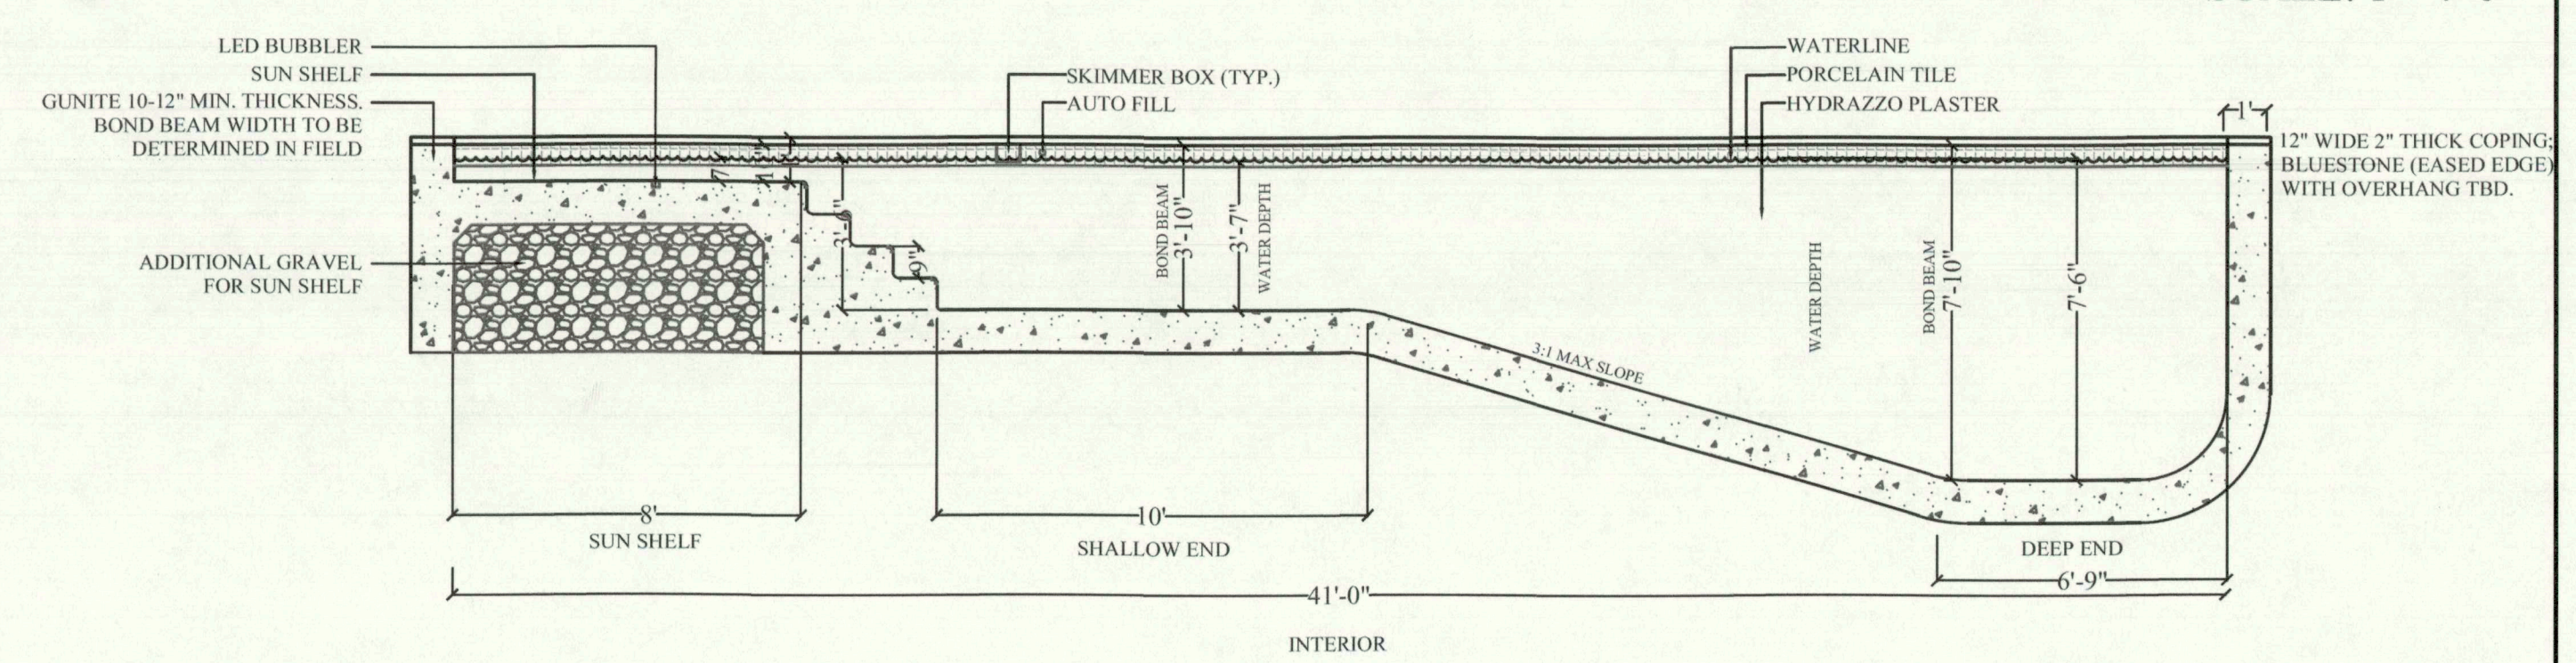 LED BUBBLER
SUN SHELF
GUNITE 10-12" MIN. THICKNESS.
BOND BEAM WIDTH TO BE
DETERMINED IN FIELD
ADDITIONAL GRAVEL
FOR SUN SHELF
SKIMMER BOX (TYP.)
AUTO FILL
WATERLINE
PORCELAIN TILE
HYDRAZZO PLASTER
1'
12" WIDE 2" THICK COPING;
BLUESTONE (EASED EDGE)
WITH OVERHANG TBD.
9"
BOND BEAM
3'-10"
3'-7"
WATER DEPTH
3:1 MAX SLOPE
WATER DEPTH
BOND BEAM
7'-10"
7'-6"
8'
SUN SHELF
10'
SHALLOW END
DEEP END
6'-9"
41'-0"
INTERIOR